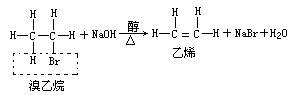 H H
H—C—C—H + NaOH —醇→ H—C=C—H + NaBr + H₂O
△
H Br
H H
乙烯
溴乙烷